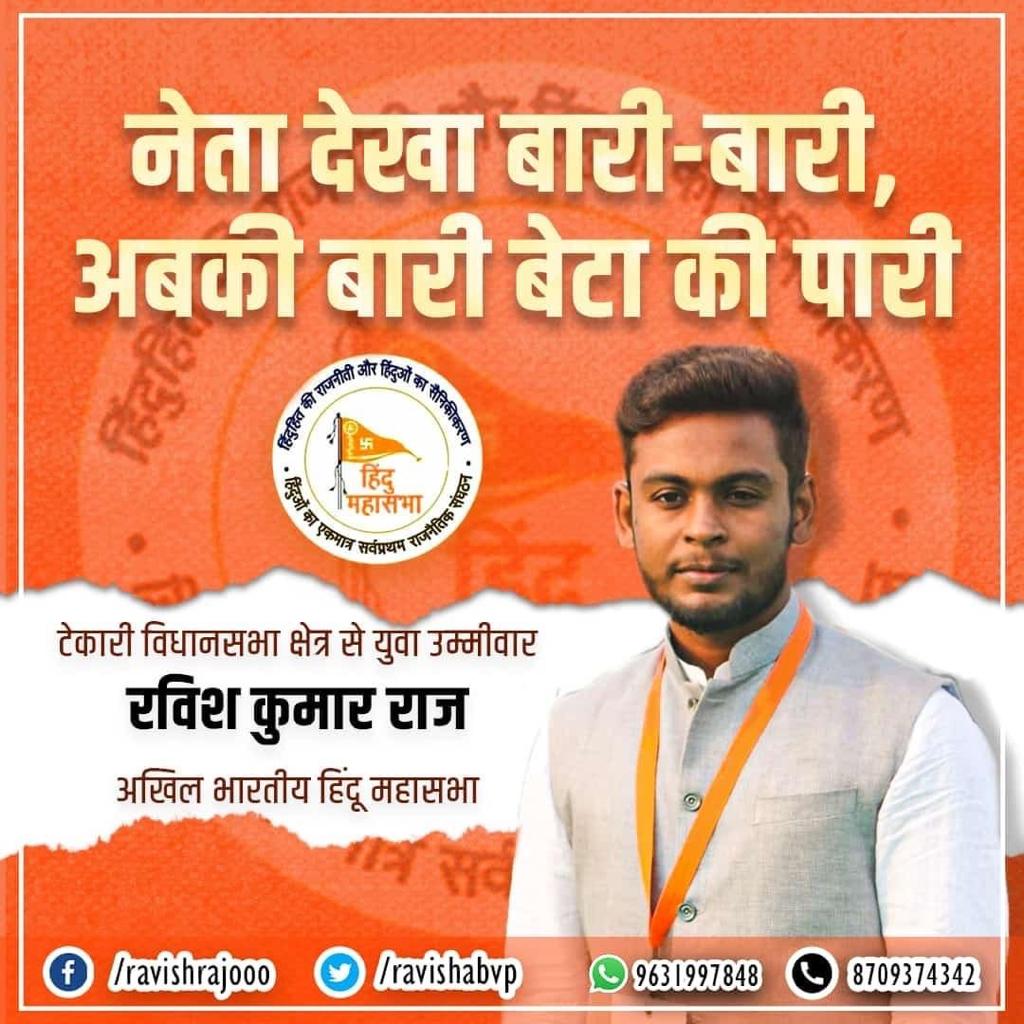 नेता देखा बारी-बारी,
अबकी बारी बेटा की पारी
हिंदुहित की राजनीती और हिंदुओं का सैनिकीकरण
हिंदु
महासभा
हिंदुओं का एकमात्र सर्वप्रथम राजनैतिक संघठन
टेकारी विधानसभा क्षेत्र से युवा उम्मीवार
रविश कुमार राज
अखिल भारतीय हिंदू महासभा
/ravishrajooo
/ravishabvp
9631997848
8709374342